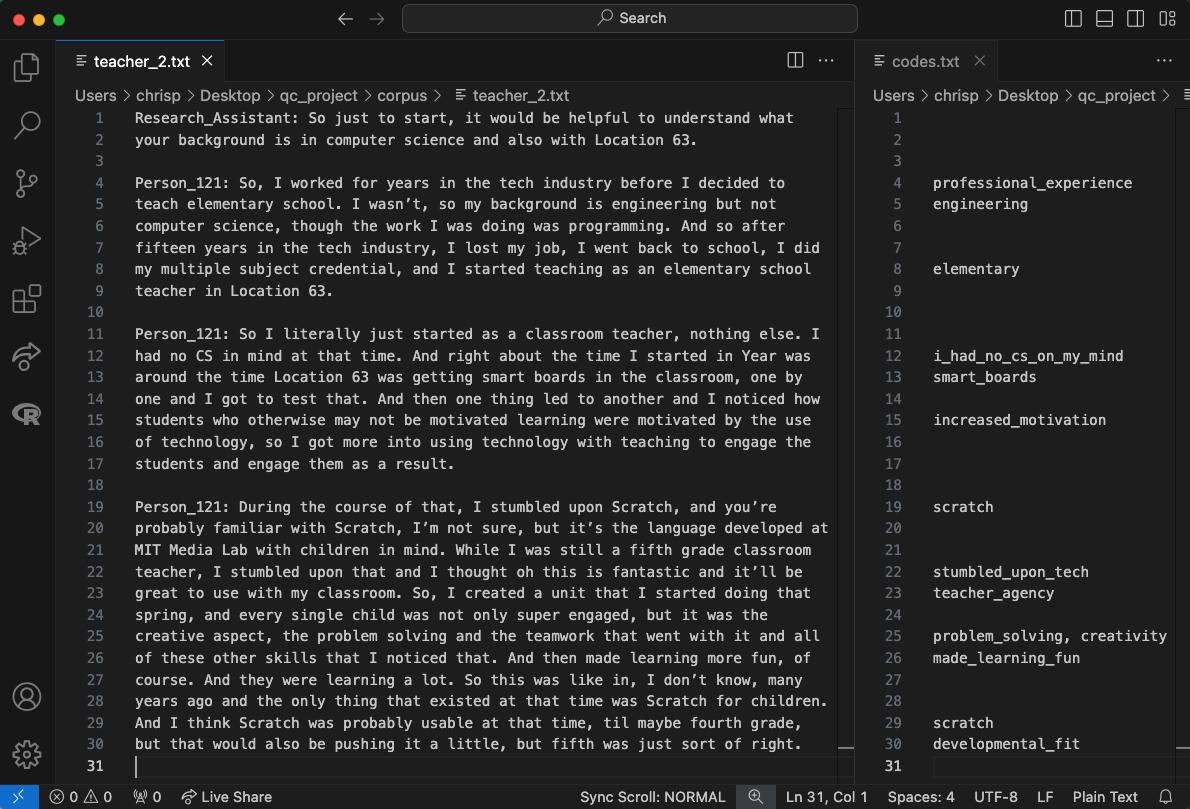 Search
teacher_2.txt
codes.txt
Users > chrisp > Desktop > qc_project > corpus > teacher_2.txt
Users > chrisp > Desktop > qc_project >
1 Research_Assistant: So just to start, it would be helpful to understand what
2 your background is in computer science and also with Location 63.
3
4 Person_121: So, I worked for years in the tech industry before I decided to
5 teach elementary school. I wasn’t, so my background is engineering but not
6 computer science, though the work I was doing was programming. And so after
7 fifteen years in the tech industry, I lost my job, I went back to school, I did
8 my multiple subject credential, and I started teaching as an elementary school
9 teacher in Location 63.
10
11 Person_121: So I literally just started as a classroom teacher, nothing else. I
12 had no CS in mind at that time. And right about the time I started in Year was
13 around the time Location 63 was getting smart boards in the classroom, one by
14 one and I got to test that. And then one thing led to another and I noticed how
15 students who otherwise may not be motivated learning were motivated by the use
16 of technology, so I got more into using technology with teaching to engage the
17 students and engage them as a result.
18
19 Person_121: During the course of that, I stumbled upon Scratch, and you’re
20 probably familiar with Scratch, I’m not sure, but it’s the language developed at
21 MIT Media Lab with children in mind. While I was still a fifth grade classroom
22 teacher, I stumbled upon that and I thought oh this is fantastic and it’ll be
23 great to use with my classroom. So, I created a unit that I started doing that
24 spring, and every single child was not only super engaged, but it was the
25 creative aspect, the problem solving and the teamwork that went with it and all
26 of these other skills that I noticed that. And then made learning more fun, of
27 course. And they were learning a lot. So this was like in, I don’t know, many
28 years ago and the only thing that existed at that time was Scratch for children.
29 And I think Scratch was probably usable at that time, til maybe fourth grade,
30 but that would also be pushing it a little, but fifth was just sort of right.
31
1
2
3
4 professional_experience
5 engineering
6
7
8 elementary
9
10
11
12 i_had_no_cs_on_my_mind
13 smart_boards
14
15 increased_motivation
16
17
18
19 scratch
20
21
22 stumbled_upon_tech
23 teacher_agency
24
25 problem_solving, creativity
26 made_learning_fun
27
28
29 scratch
30 developmental_fit
31
0 0 0 Live Share Sync Scroll: NORMAL Ln 31, Col 1 Spaces: 4 UTF-8 LF Plain Text